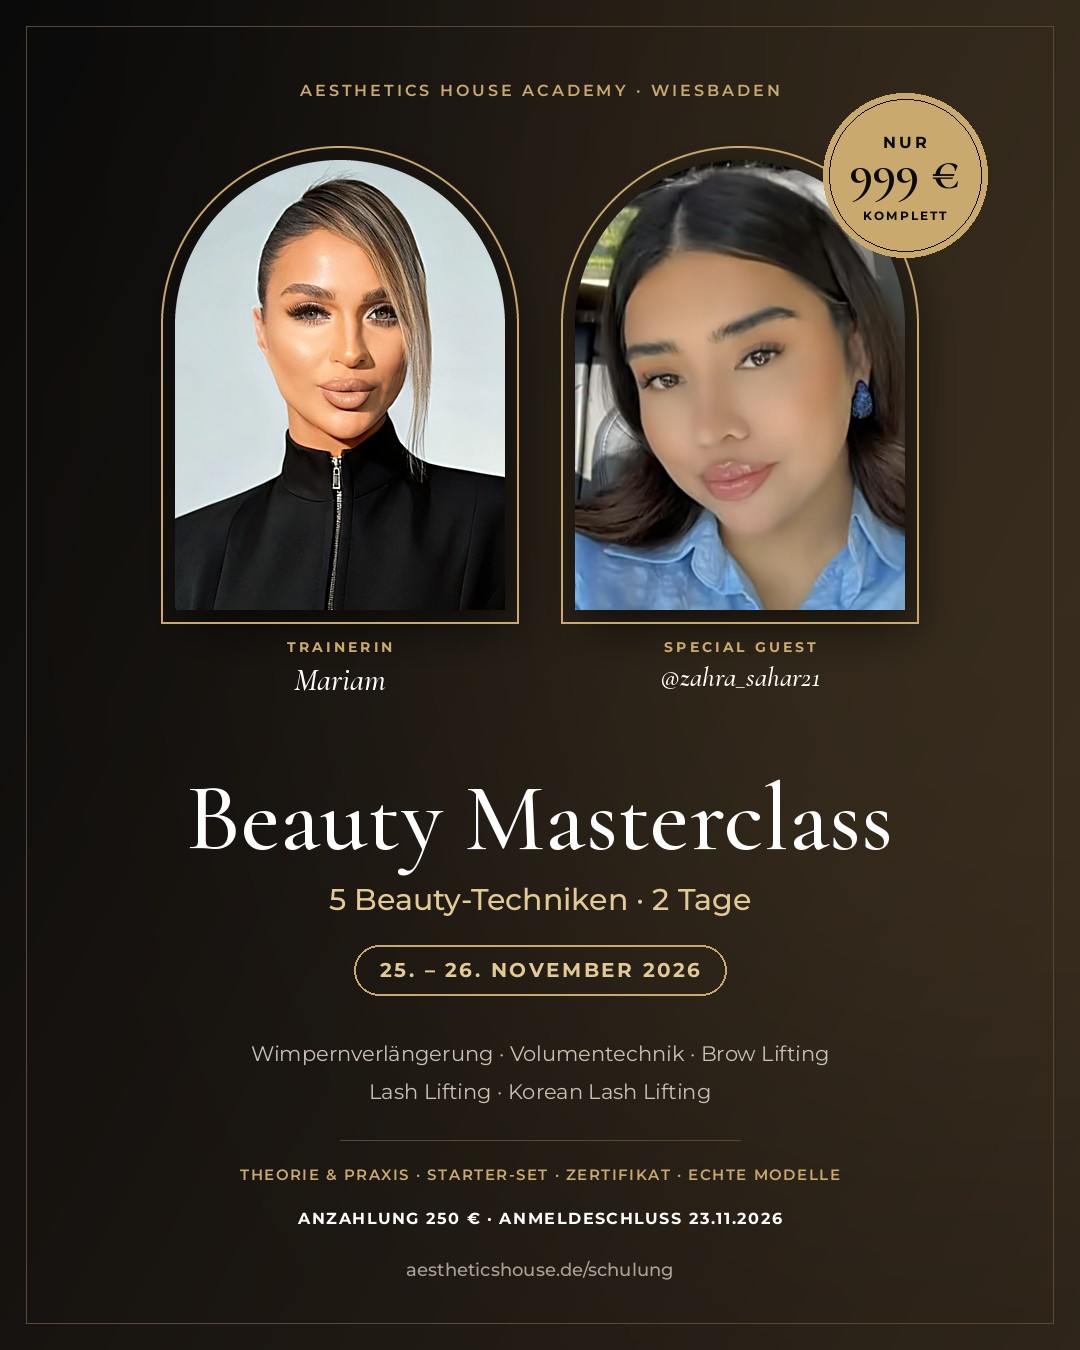 AESTHETICS HOUSE ACADEMY · WIESBADEN
NUR
999 €
KOMPLETT
TRAINERIN
Mariam
SPECIAL GUEST
@zahra_sahar21
Beauty Masterclass
5 Beauty-Techniken · 2 Tage
25. – 26. NOVEMBER 2026
Wimpernverlängerung · Volumentechnik · Brow Lifting
Lash Lifting · Korean Lash Lifting
THEORIE & PRAXIS · STARTER-SET · ZERTIFIKAT · ECHTE MODELLE
ANZAHLUNG 250 € · ANMELDESCHLUSS 23.11.2026
aestheticshouse.de/schulung